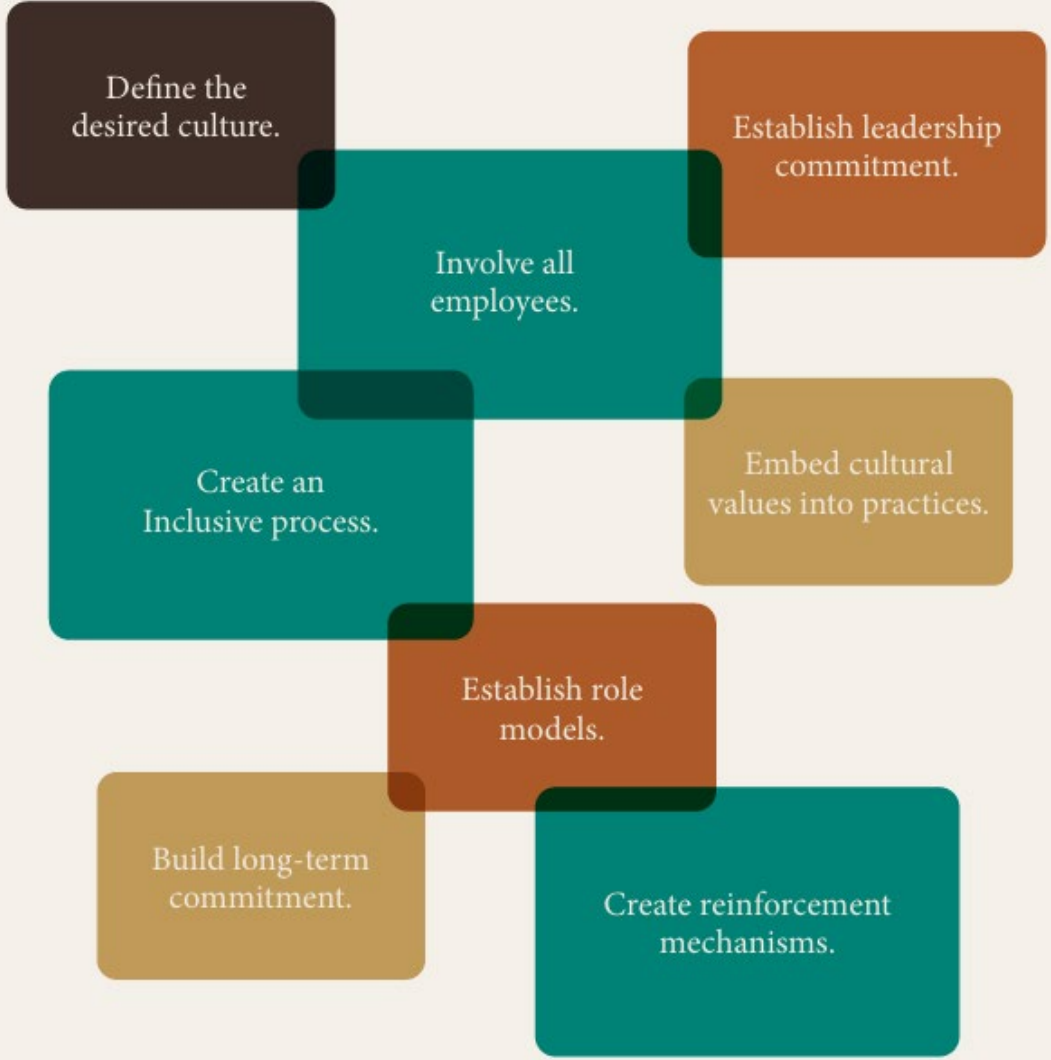 Define the
desired culture.
Establish leadership
commitment.
Involve all
employees.
Create an
Inclusive process.
Embed cultural
values into practices.
Establish role
models.
Build long-term
commitment.
Create reinforcement
mechanisms.